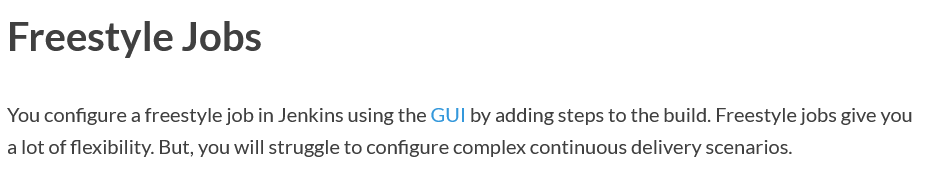 Freestyle Jobs
You configure a freestyle job in Jenkins using the GUI by adding steps to the build. Freestyle jobs give you
a lot of flexibility. But, you will struggle to configure complex continuous delivery scenarios.